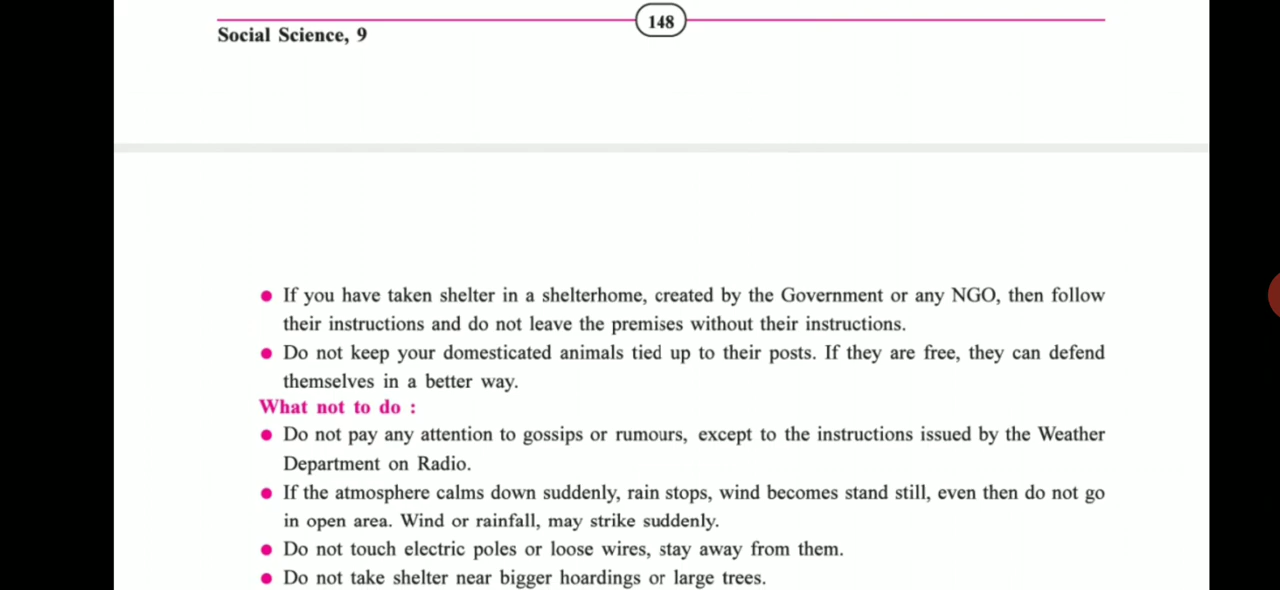 148
Social Science, 9
● If you have taken shelter in a shelterhome, created by the Government or any NGO, then follow
their instructions and do not leave the premises without their instructions.
● Do not keep your domesticated animals tied up to their posts. If they are free, they can defend
themselves in a better way.
What not to do :
● Do not pay any attention to gossips or rumours, except to the instructions issued by the Weather
Department on Radio.
● If the atmosphere calms down suddenly, rain stops, wind becomes stand still, even then do not go
in open area. Wind or rainfall, may strike suddenly.
● Do not touch electric poles or loose wires, stay away from them.
● Do not take shelter near bigger hoardings or large trees.